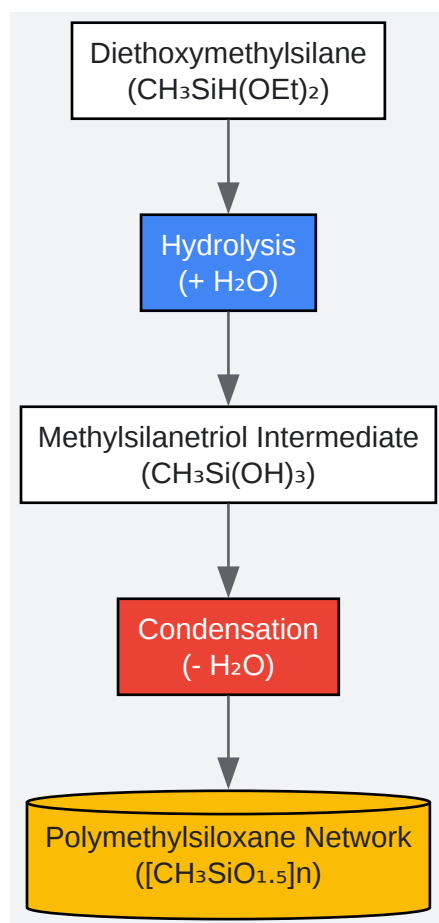 Diethoxymethylsilane
(CH₃SiH(OEt)₂)
Hydrolysis
(+ H₂O)
Methylsilanetriol Intermediate
(CH₃Si(OH)₃)
Condensation
(- H₂O)
Polymethylsiloxane Network
([CH₃SiO₁.₅]n)